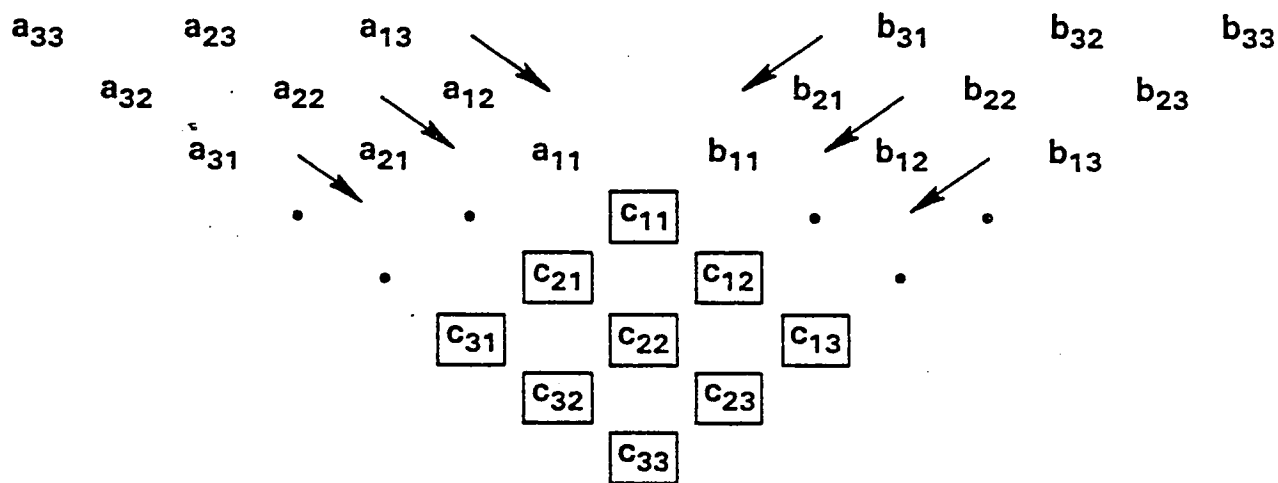 a₃₃ a₂₃ a₁₃ b₃₁ b₃₂ b₃₃
a₃₂ a₂₂ a₁₂ b₂₁ b₂₂ b₂₃
a₃₁ a₂₁ a₁₁ b₁₁ b₁₂ b₁₃
c₁₁
c₂₁ c₁₂
c₃₁ c₂₂ c₁₃
c₃₂ c₂₃
c₃₃